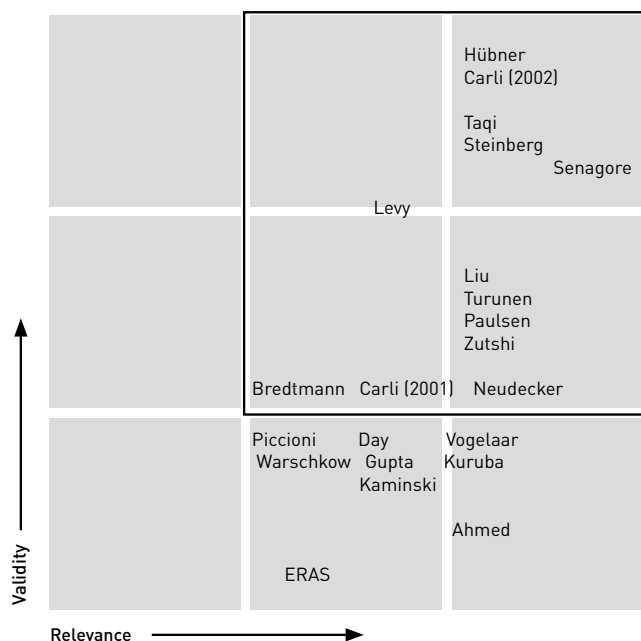 Hübner
Carli (2002)
Taqi
Steinberg
Senagore
Levy
Liu
Turunen
Paulsen
Zutshi
Bredtmann Carli (2001) Neudecker
Piccioni Day Vogelaar
Warschkow Gupta Kuruba
Kaminski
Ahmed
ERAS
Validity
Relevance